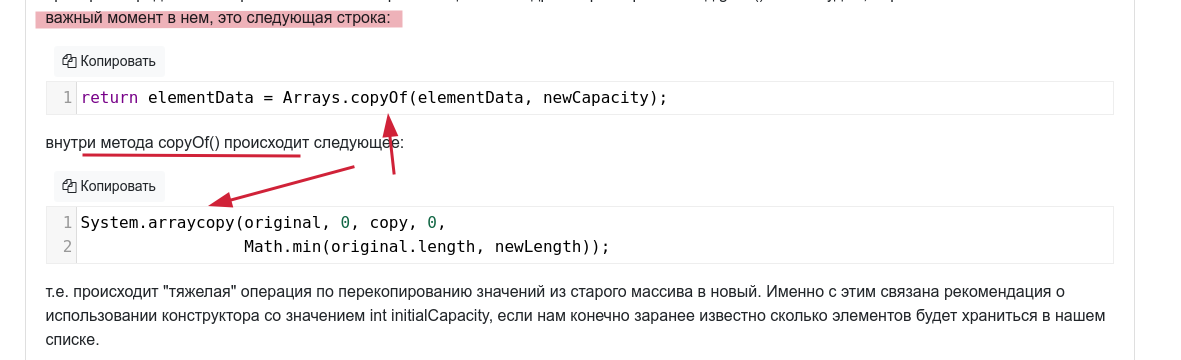 важный момент в нем, это следующая строка:
Копировать
1 return elementData = Arrays.copyOf(elementData, newCapacity);
внутри метода copyOf() происходит следующее:
Копировать
1 System.arraycopy(original, 0, copy, 0,
2 Math.min(original.length, newLength));
т.е. происходит "тяжелая" операция по перекопированию значений из старого массива в новый. Именно с этим связана рекомендация о
использовании конструктора со значением int initialCapacity, если нам конечно заранее известно сколько элементов будет храниться в нашем
списке.